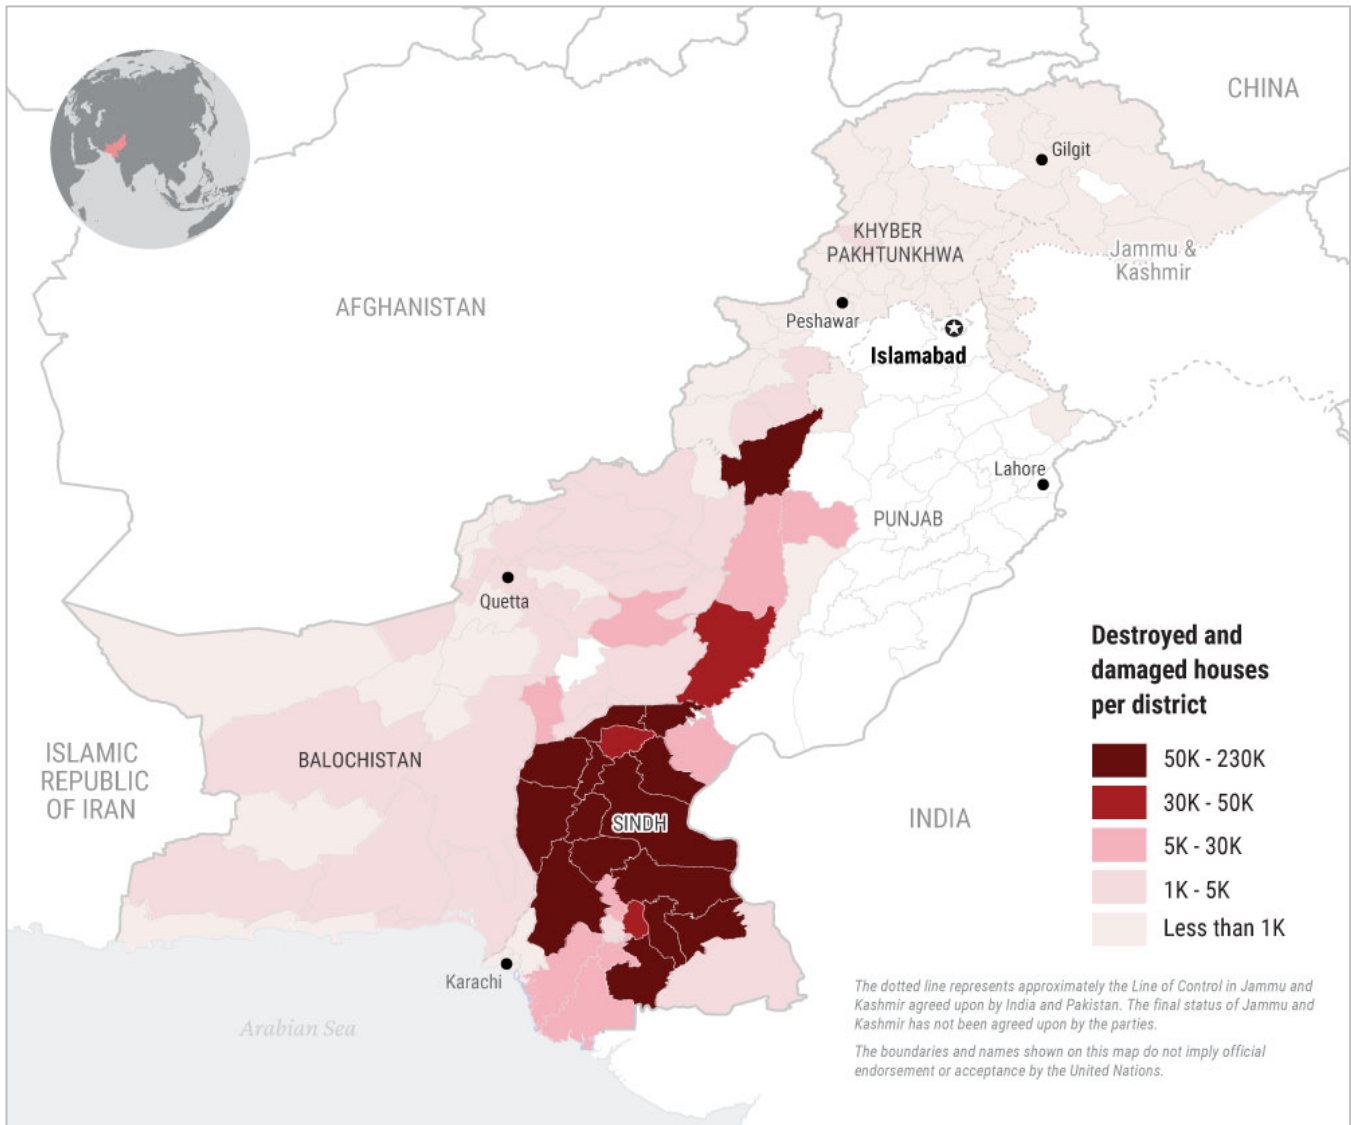 CHINA
Gilgit
KHYBER
PAKHTUNKHWA
Jammu &
Kashmir
AFGHANISTAN
Peshawar
Islamabad
Lahore
PUNJAB
Quetta
Destroyed and
damaged houses
per district
50K - 230K
30K - 50K
5K - 30K
1K - 5K
Less than 1K
ISLAMIC
REPUBLIC
OF IRAN
BALOCHISTAN
SINDH
INDIA
Karachi
Arabian Sea
The dotted line represents approximately the Line of Control in Jammu and
Kashmir agreed upon by India and Pakistan. The final status of Jammu and
Kashmir has not been agreed upon by the parties.
The boundaries and names shown on this map do not imply official
endorsement or acceptance by the United Nations.